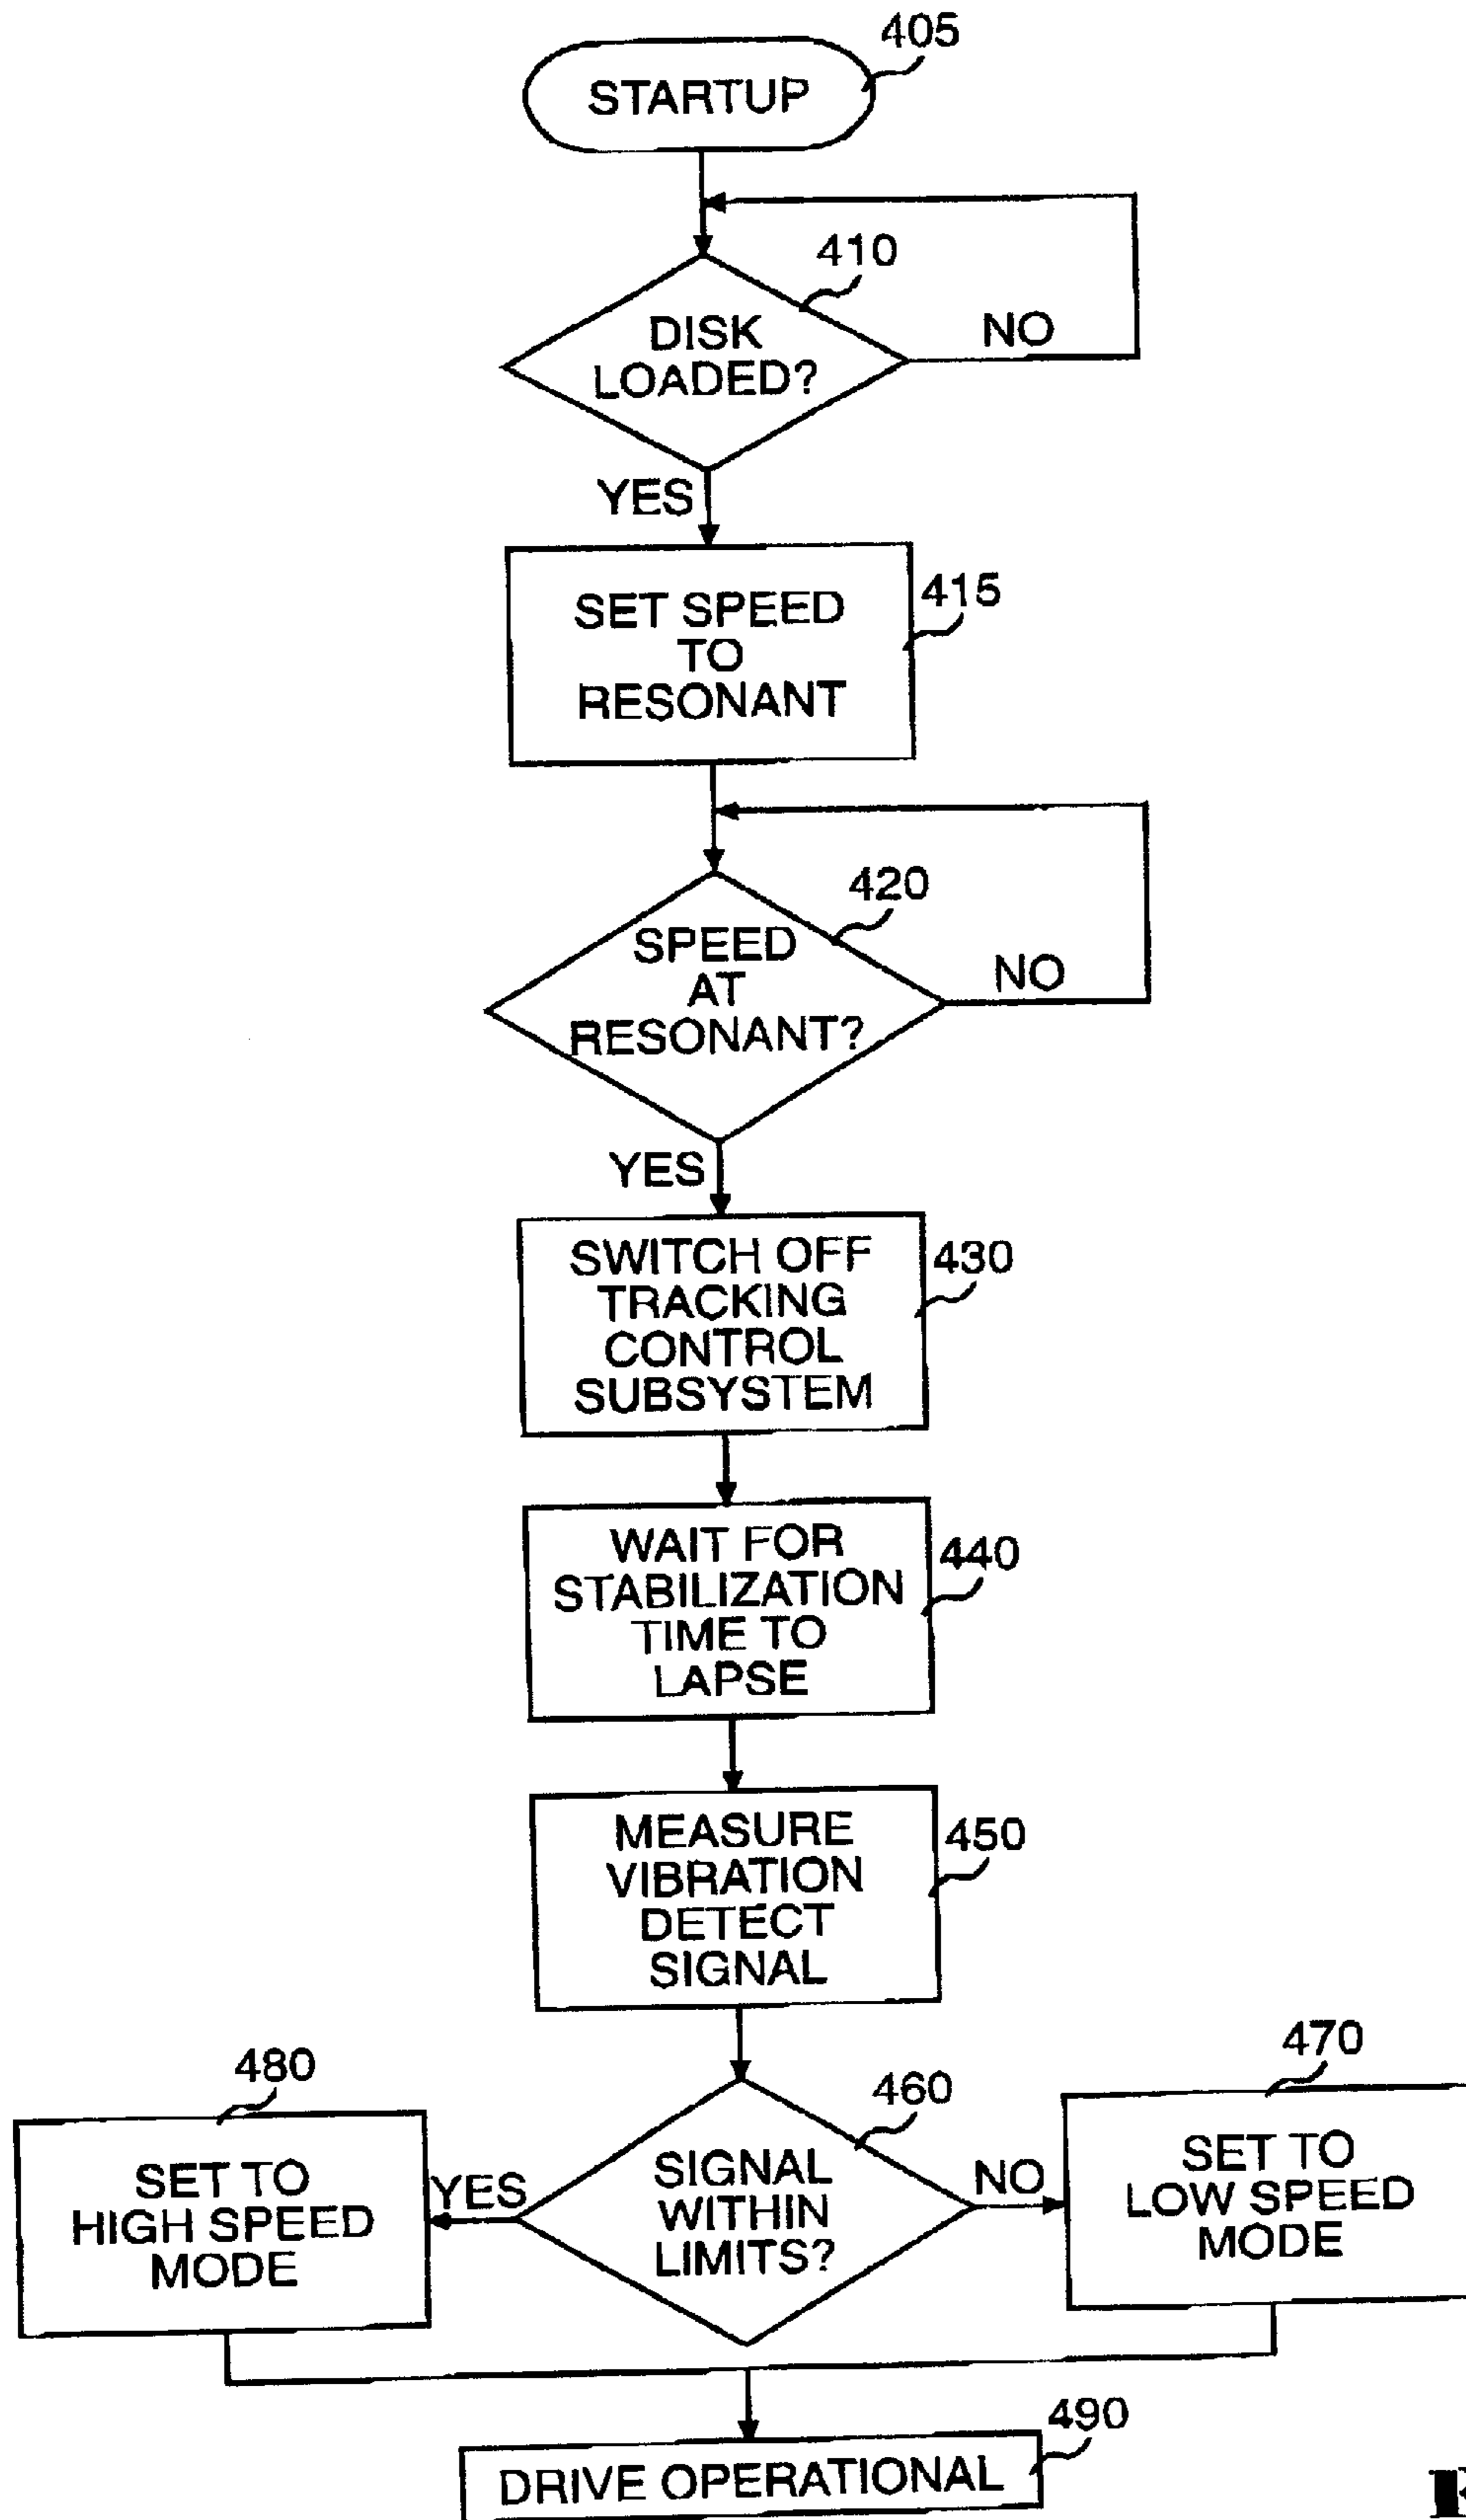 405
STARTUP
410
DISK
LOADED?
NO
YES
415
SET SPEED
TO
RESONANT
420
SPEED
AT
RESONANT?
NO
YES
430
SWITCH OFF
TRACKING
CONTROL
SUBSYSTEM
440
WAIT FOR
STABILIZATION
TIME TO
LAPSE
450
MEASURE
VIBRATION
DETECT
SIGNAL
480
SET TO
HIGH SPEED
MODE
YES
460
SIGNAL
WITHIN
LIMITS?
NO
470
SET TO
LOW SPEED
MODE
490
DRIVE OPERATIONAL